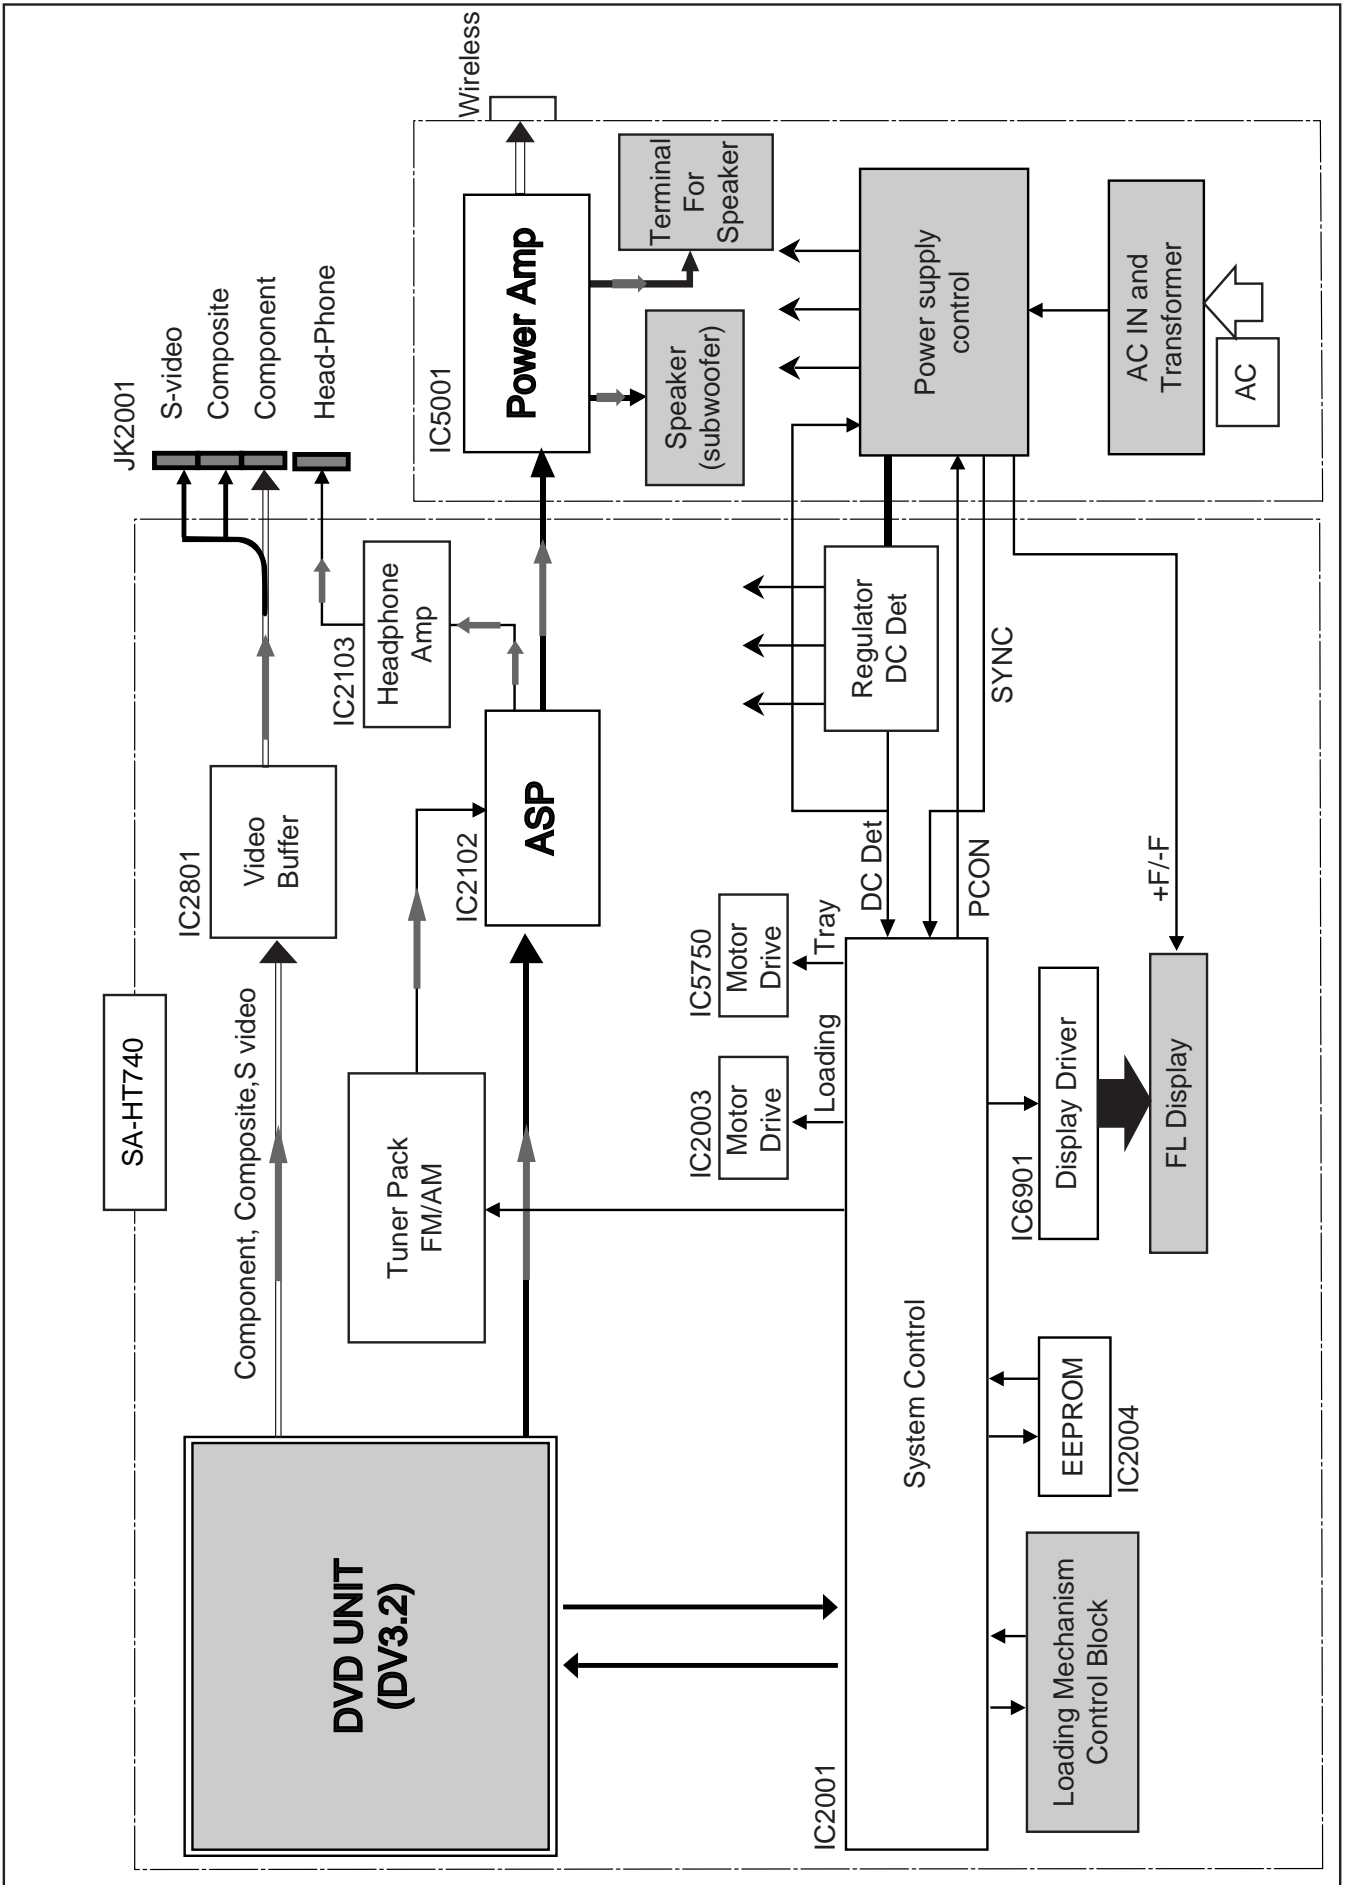 SA-HT740
DVD UNIT
(DV3.2)
Component, Composite,S video
IC2801
Video
Buffer
JK2001
S-video
Composite
Component
Head-Phone
Tuner Pack
FM/AM
IC2103
Headphone
Amp
IC2102
ASP
IC5001
Power Amp
Wireless
Speaker
(subwoofer)
Terminal
For
Speaker
IC2003
Motor
Drive
Loading
IC5750
Motor
Drive
Tray
Regulator
DC Det
DC Det
PCON
SYNC
Power supply
control
AC IN and
Transformer
AC
IC2001
System Control
Loading Mechanism
Control Block
EEPROM
IC2004
IC6901
Display Driver
FL Display
+F/-F